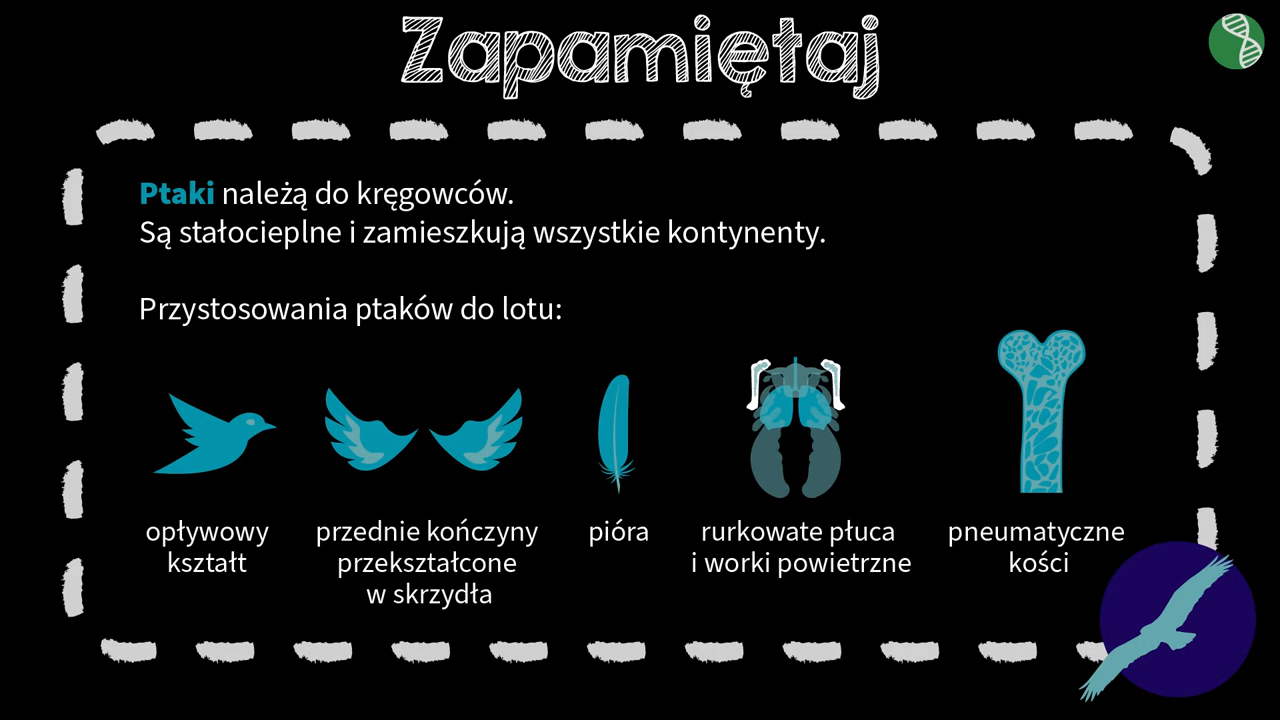 Zapamiętaj
Ptaki należą do kręgowców.
Są stałocieplne i zamieszkują wszystkie kontynenty.
Przystosowania ptaków do lotu:
opływowy
kształt
przednie kończyny
przekształcone
w skrzydła
pióra
rurkowate płuca
i worki powietrzne
pneumatyczne
kości